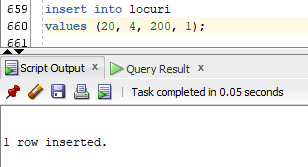 659 insert into locuri
660 values (20, 4, 200, 1);
661
Script Output x Query Result x
Task completed in 0.05 seconds
1 row inserted.